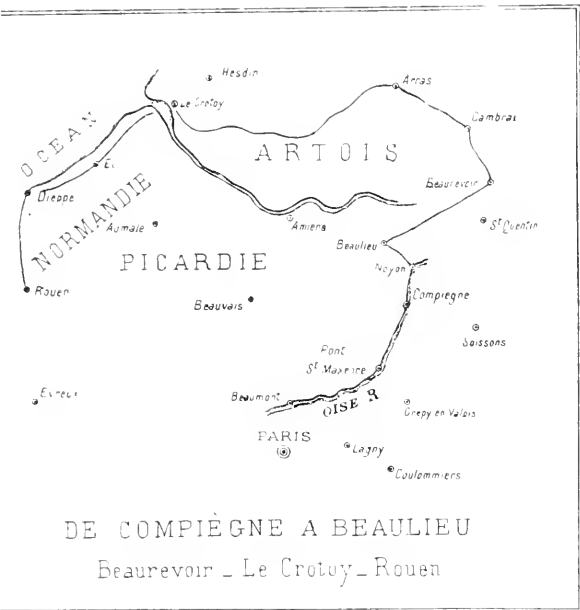 Hesdin
Arras
Le Crotoy
Cambrai
OCEAN
ARTOIS
Beaurevoir
Dieppe
NORMANDIE
Aumale
Amiens
St Quentin
Beaulieu
PICARDIE
Noyon
Rouen
Beauvais
Compiègne
Soissons
Pont
St Maxence
Evreux
Beaumont
OISE R
Crepy en Valois
PARIS
Lagny
Coulommiers
DE COMPIÈGNE A BEAULIEU
Beaurevoir _ Le Crotoy _ Rouen